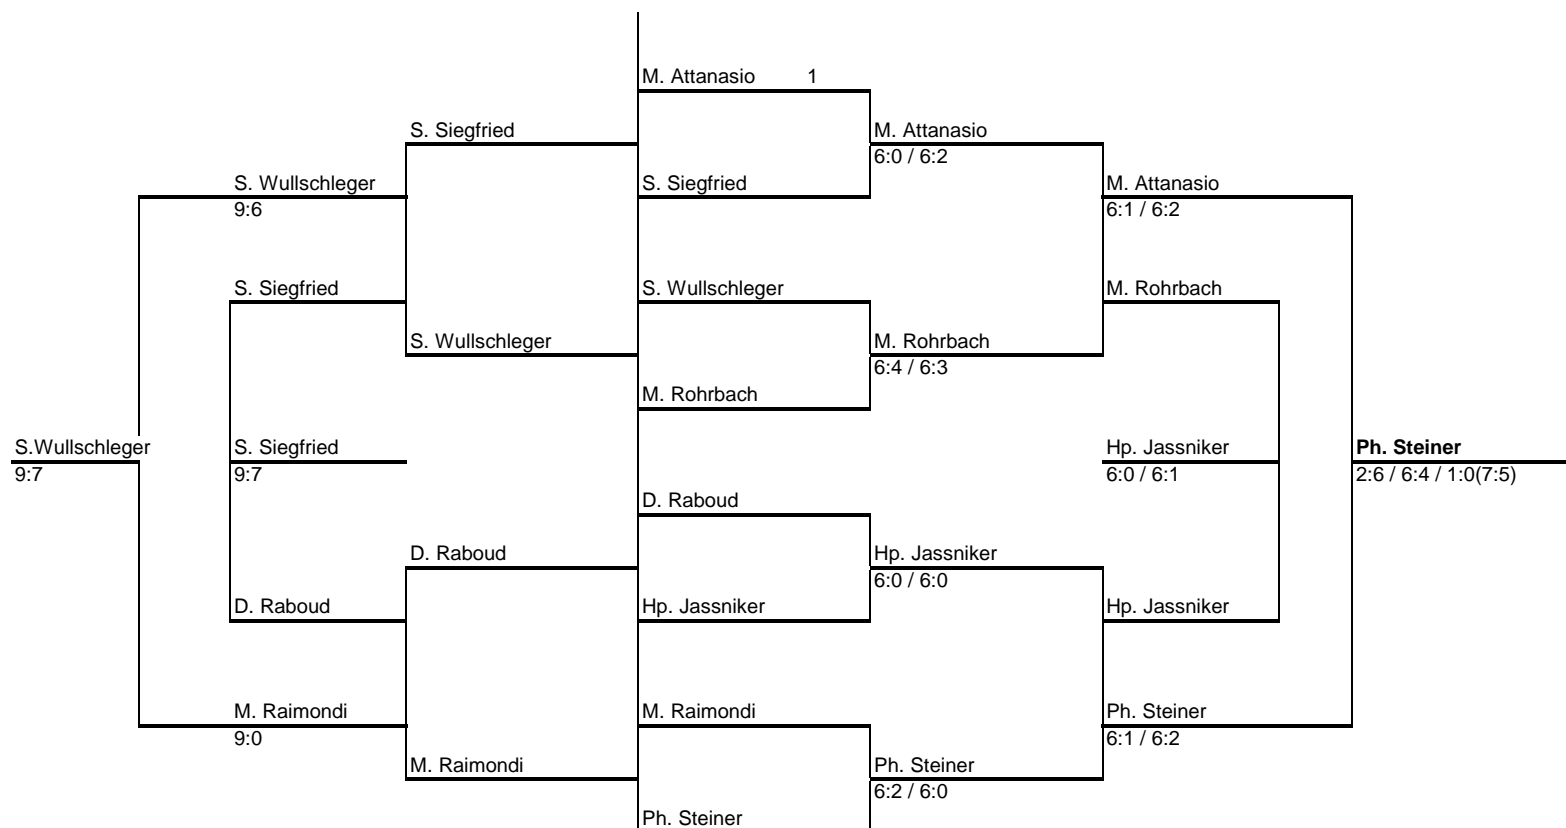 M. Attanasio 1
S. Siegfried M. Attanasio
6:0 / 6:2
S. Wullschleger S. Siegfried M. Attanasio
9:6 6:1 / 6:2
S. Siegfried S. Wullschleger M. Rohrbach
S. Wullschleger M. Rohrbach
6:4 / 6:3
M. Rohrbach
S.Wullschleger S. Siegfried Hp. Jassniker Ph. Steiner
9:7 9:7 6:0 / 6:1 2:6 / 6:4 / 1:0(7:5)
D. Raboud
D. Raboud Hp. Jassniker
6:0 / 6:0
D. Raboud Hp. Jassniker Hp. Jassniker
M. Raimondi M. Raimondi Ph. Steiner
9:0 6:1 / 6:2
M. Raimondi Ph. Steiner
6:2 / 6:0
Ph. Steiner